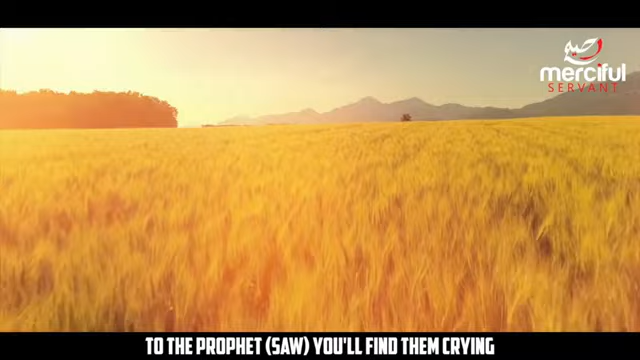 merciful
SERVANT
TO THE PROPHET (SAW) YOU'LL FIND THEM CRYING